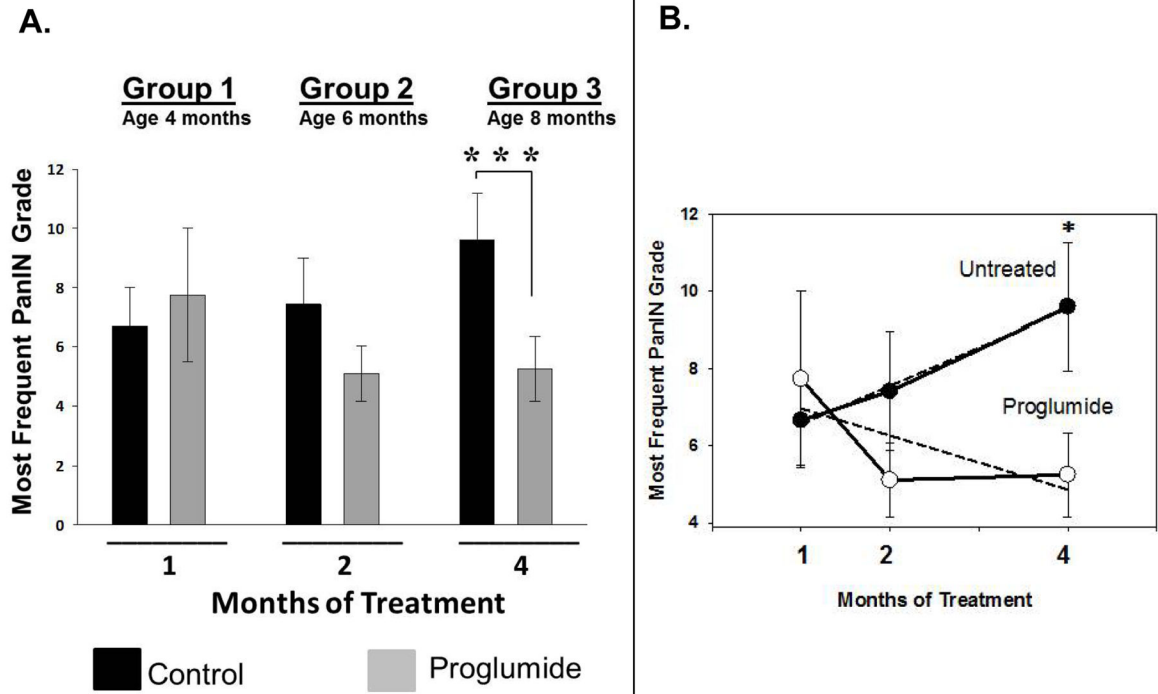 A.
Group 1 Group 2 Group 3
Age 4 months Age 6 months Age 8 months
* * *
Most Frequent PanIN Grade
12
10
8
6
4
2
0
1 2 4
Months of Treatment
Control Proglumide
B.
Most Frequent PanIN Grade
12
10
8
6
4
*
Untreated
Proglumide
1 2 4
Months of Treatment